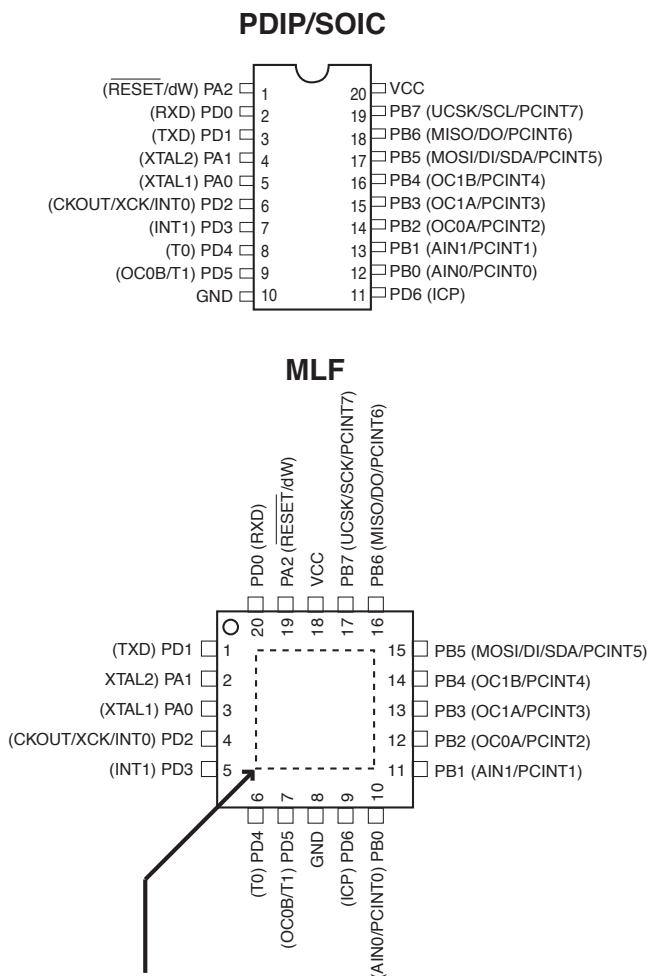 PDIP/SOIC
(RESET/dW) PA2 1
20 VCC
(RXD) PD0 2
19 PB7 (UCSK/SCL/PCINT7)
(TXD) PD1 3
18 PB6 (MISO/DO/PCINT6)
(XTAL2) PA1 4
17 PB5 (MOSI/DI/SDA/PCINT5)
(XTAL1) PA0 5
16 PB4 (OC1B/PCINT4)
(CKOUT/XCK/INT0) PD2 6
15 PB3 (OC1A/PCINT3)
(INT1) PD3 7
14 PB2 (OC0A/PCINT2)
(T0) PD4 8
13 PB1 (AIN1/PCINT1)
(OC0B/T1) PD5 9
12 PB0 (AIN0/PCINT0)
GND 10
11 PD6 (ICP)
MLF
20 PD0 (RXD)
19 PA2 (RESET/dW)
18 VCC
17 PB7 (UCSK/SCK/PCINT7)
16 PB6 (MISO/DO/PCINT6)
(TXD) PD1 1
XTAL2) PA1 2
(XTAL1) PA0 3
(CKOUT/XCK/INT0) PD2 4
(INT1) PD3 5
15 PB5 (MOSI/DI/SDA/PCINT5)
14 PB4 (OC1B/PCINT4)
13 PB3 (OC1A/PCINT3)
12 PB2 (OC0A/PCINT2)
11 PB1 (AIN1/PCINT1)
(T0) PD4 6
(OC0B/T1) PD5 7
GND 8
(ICP) PD6 9
(AIN0/PCINT0) PB0 10